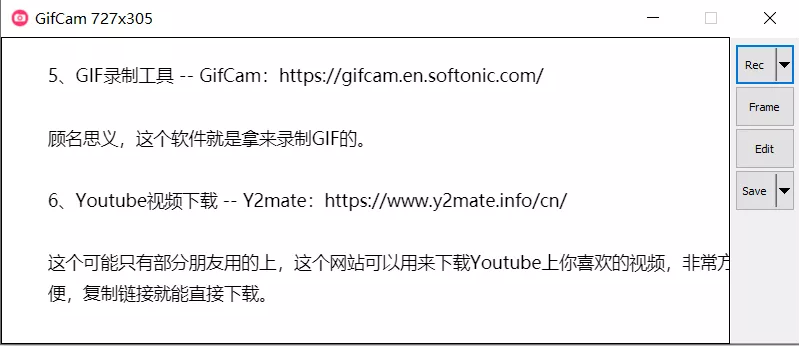 GifCam 727x305
5、GIF录制工具 -- GifCam：https://gifcam.en.softonic.com/
顾名思义，这个软件就是拿来录制GIF的。
6、Youtube视频下载 -- Y2mate：https://www.y2mate.info/cn/
这个可能只有部分朋友用的上，这个网站可以用来下载Youtube上你喜欢的视频，非常方
便，复制链接就能直接下载。
Rec
Frame
Edit
Save